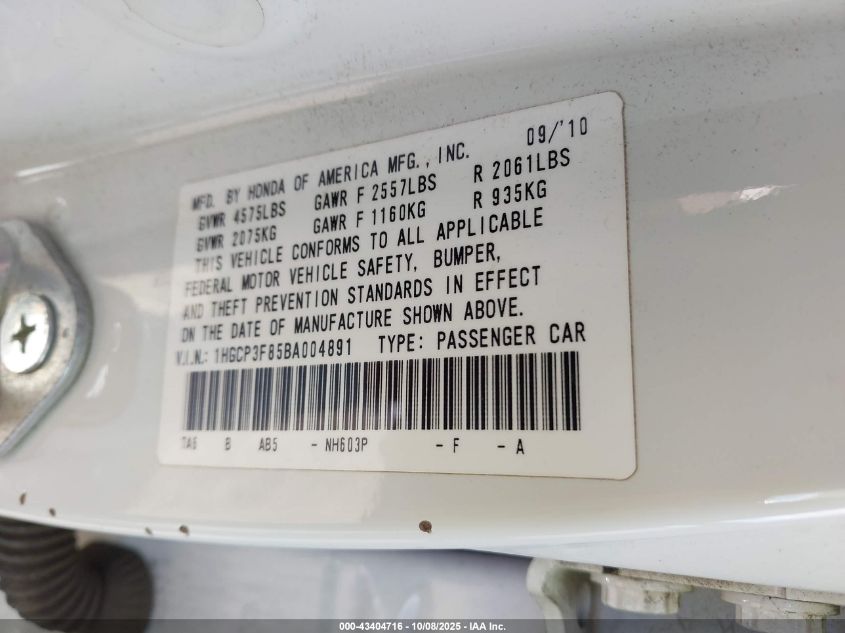 09/'10
MFD. BY HONDA OF AMERICA MFG., INC.
GVWR 4575LBS GAWR F 2557LBS R 2061LBS
GVWR 2075KG GAWR F 1160KG R 935KG
THIS VEHICLE CONFORMS TO ALL APPLICABLE
FEDERAL MOTOR VEHICLE SAFETY, BUMPER,
AND THEFT PREVENTION STANDARDS IN EFFECT
ON THE DATE OF MANUFACTURE SHOWN ABOVE.
V.I.N.: 1HGCP3F85BA004891 TYPE: PASSENGER CAR
TA6 B AB5 - NH603P - F - A
000-43404716 - 10/08/2025 - IAA Inc.